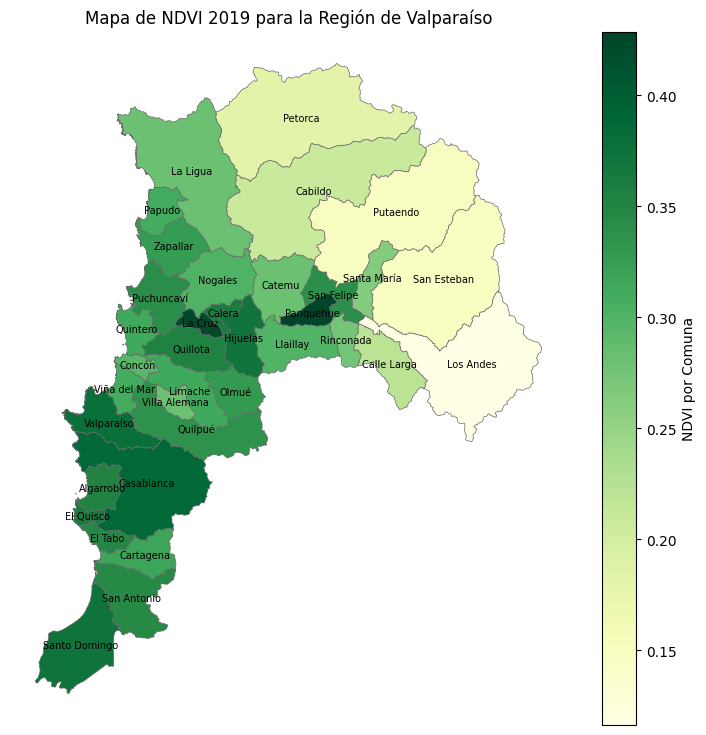 Mapa de NDVI 2019 para la Región de Valparaíso
Petorca
La Ligua
Cabildo
Papudo
Putaendo
Zapallar
Nogales
Santa María
San Esteban
Catemu
Puchuncaví
San Felipe
Calera
Panquehue
La Cruz
Quintero
Hijuelas
Rinconada
Llaillay
Quillota
Concón
Calle Larga
Los Andes
Viña del Mar
Limache
Olmué
Villa Alemana
Valparaíso
Quilpué
Casablanca
Algarrobo
El Quisco
El Tabo
Cartagena
San Antonio
Santo Domingo
0.40
0.35
0.30
0.25
0.20
0.15
NDVI por Comuna